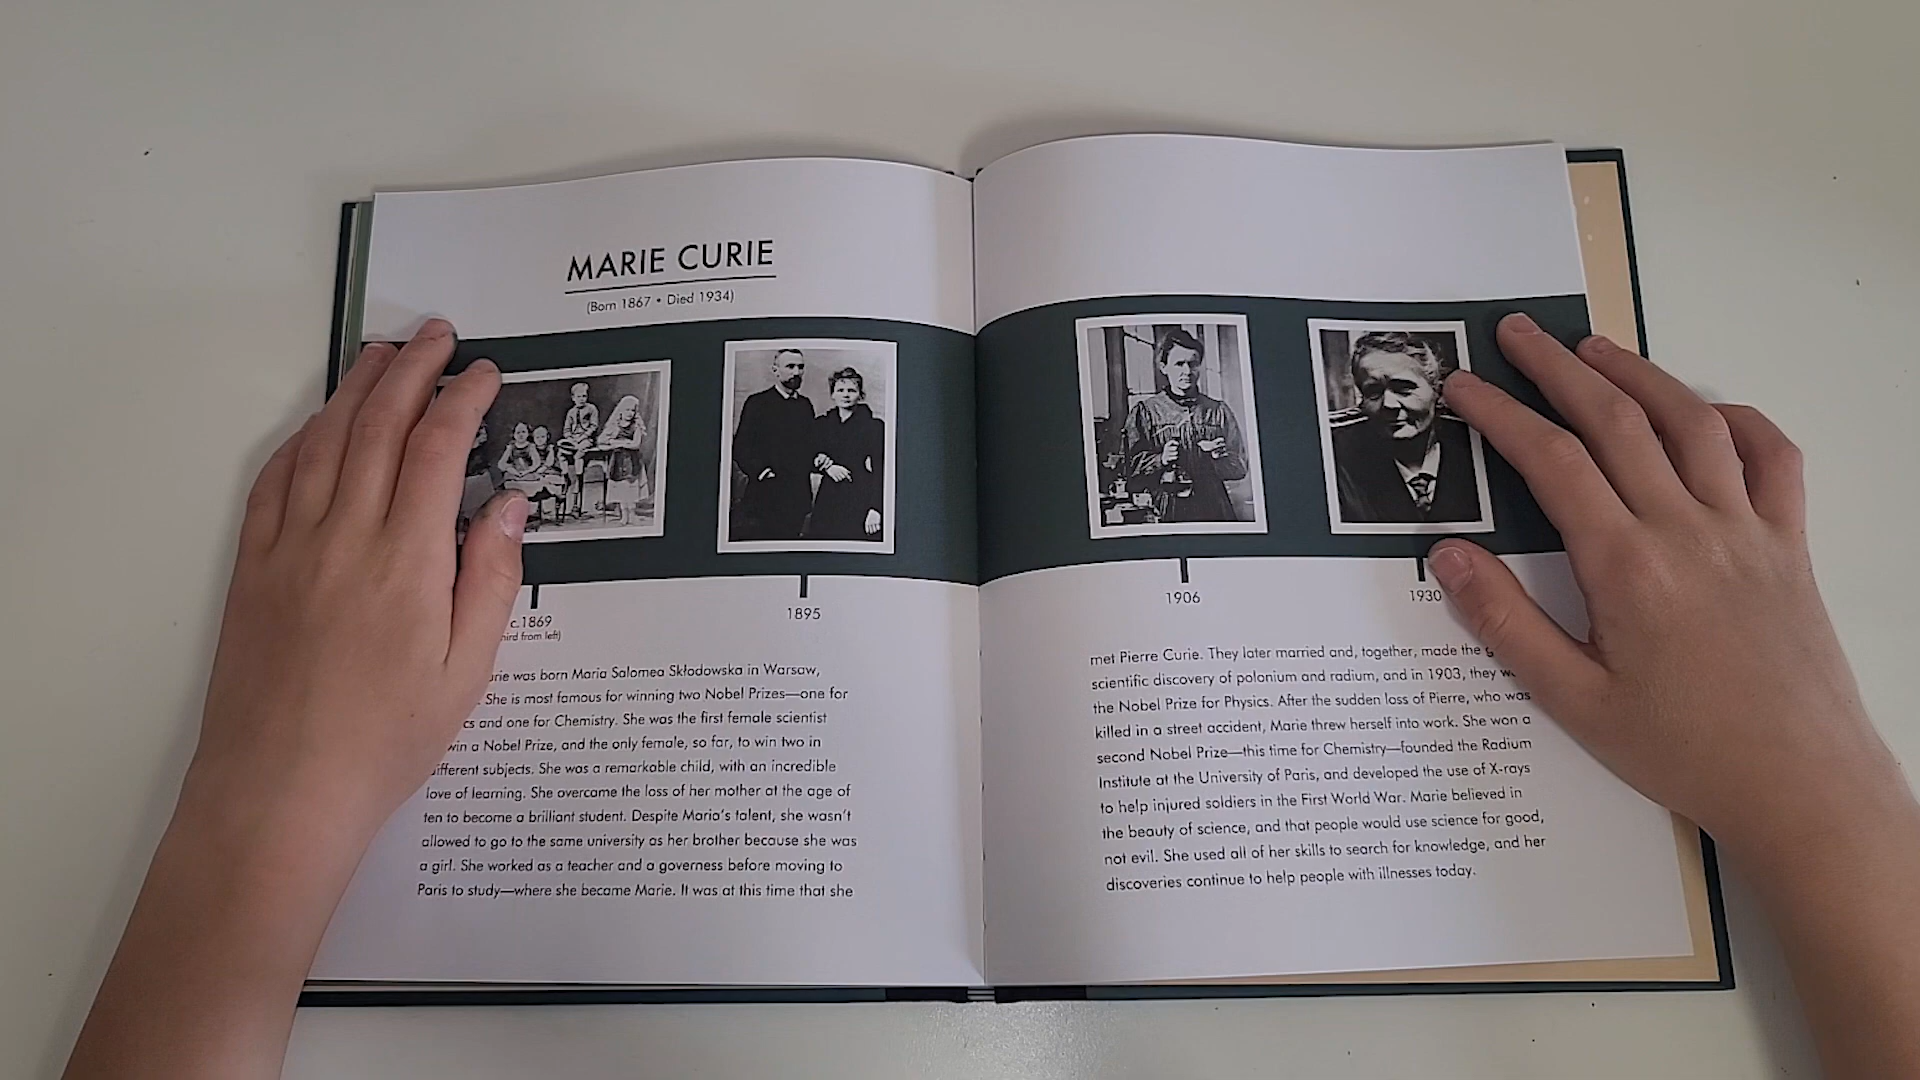 MARIE CURIE
(Born 1867 • Died 1934)
c.1869
from left)
1895
1906
1930
was born Maria Salomea Skłodowska in Warsaw,
She is most famous for winning two Nobel Prizes—one for
and one for Chemistry. She was the first female scientist
win a Nobel Prize, and the only female, so far, to win two in
different subjects. She was a remarkable child, with an incredible
love of learning. She overcame the loss of her mother at the age of
ten to become a brilliant student. Despite Maria's talent, she wasn't
allowed to go to the same university as her brother because she was
a girl. She worked as a teacher and a governess before moving to
Paris to study—where she became Marie. It was at this time that she
met Pierre Curie. They later married and, together, made the
scientific discovery of polonium and radium, and in 1903, they
the Nobel Prize for Physics. After the sudden loss of Pierre, who was
killed in a street accident, Marie threw herself into work. She won a
second Nobel Prize—this time for Chemistry—founded the Radium
Institute at the University of Paris, and developed the use of X-rays
to help injured soldiers in the First World War. Marie believed in
the beauty of science, and that people would use science for good,
not evil. She used all of her skills to search for knowledge, and her
discoveries continue to help people with illnesses today.